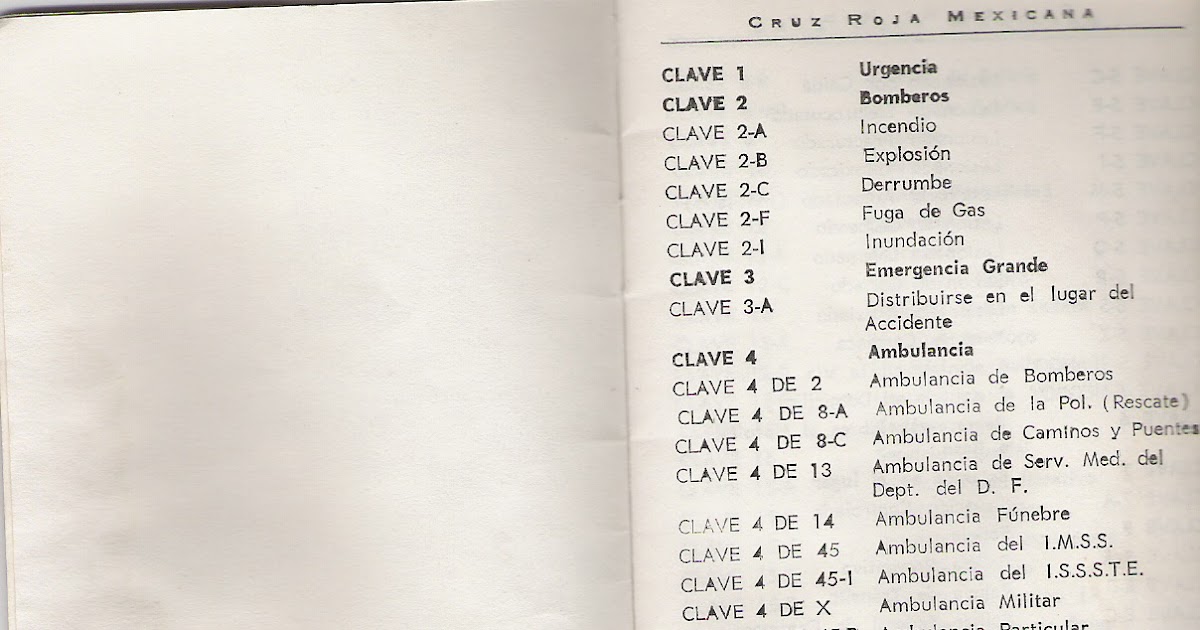 CRUZ ROJA MEXICANA
CLAVE 1 Urgencia
CLAVE 2 Bomberos
CLAVE 2-A Incendio
CLAVE 2-B Explosión
CLAVE 2-C Derrumbe
CLAVE 2-F Fuga de Gas
CLAVE 2-I Inundación
CLAVE 3 Emergencia Grande
CLAVE 3-A Distribuirse en el lugar del
Accidente
CLAVE 4 Ambulancia
CLAVE 4 DE 2 Ambulancia de Bomberos
CLAVE 4 DE 8-A Ambulancia de la Pol. (Rescate)
CLAVE 4 DE 8-C Ambulancia de Caminos y Puentes
CLAVE 4 DE 13 Ambulancia de Serv. Med. del
Dept. del D. F.
CLAVE 4 DE 14 Ambulancia Fúnebre
CLAVE 4 DE 45 Ambulancia del I.M.S.S.
CLAVE 4 DE 45-I Ambulancia del I.S.S.S.T.E.
CLAVE 4 DE X Ambulancia Militar
Ambulancia Particular